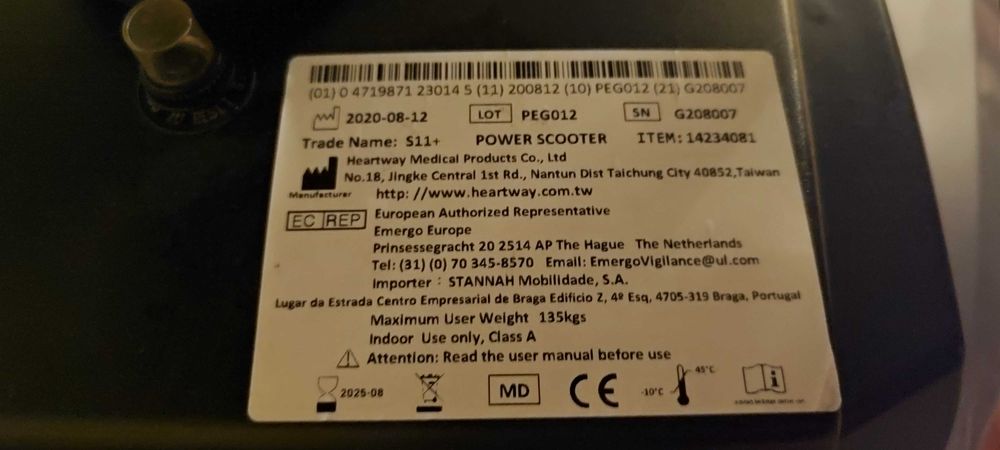 (01) 0 4719871 23014 5 (11) 200812 (10) PEG012 (21) G208007
2020-08-12 LOT PEG012 SN G208007
Trade Name: S11+ POWER SCOOTER ITEM: 14234081
Heartway Medical Products Co., Ltd
No.18, Jingke Central 1st Rd., Nantun Dist Taichung City 40852,Taiwan
Manufacturer http: //www.heartway.com.tw
EC REP European Authorized Representative
Emergo Europe
Prinsessegracht 20 2514 AP The Hague The Netherlands
Tel: (31) (0) 70 345-8570 Email: EmergoVigilance@ul.com
Importer : STANNAH Mobilidade, S.A.
Lugar da Estrada Centro Empresarial de Braga Edificio Z, 4º Esq, 4705-319 Braga, Portugal
Maximum User Weight 135kgs
Indoor Use only, Class A
Attention: Read the user manual before use
2025-08 MD CE -10°C 45°C